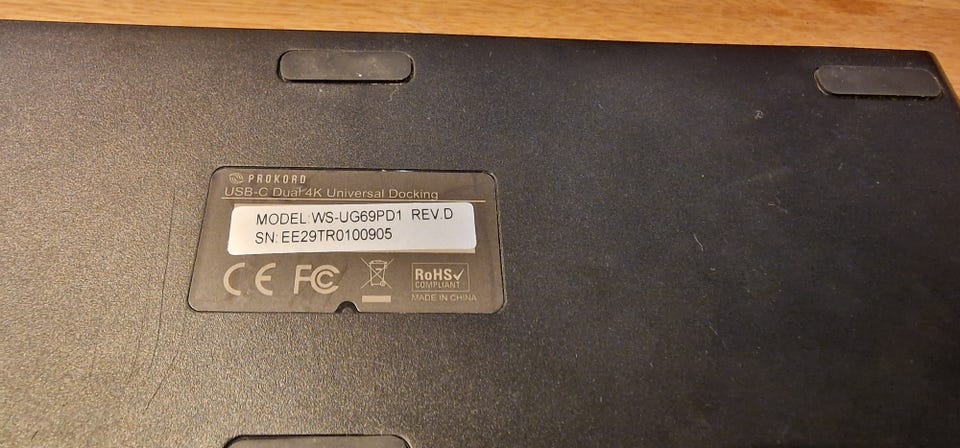 PROKORD
USB-C Dual 4K Universal Docking
MODEL:WS-UG69PD1 REV.D
SN: EE29TR0100905
CE FC
RoHS✓
COMPLIANT
MADE IN CHINA